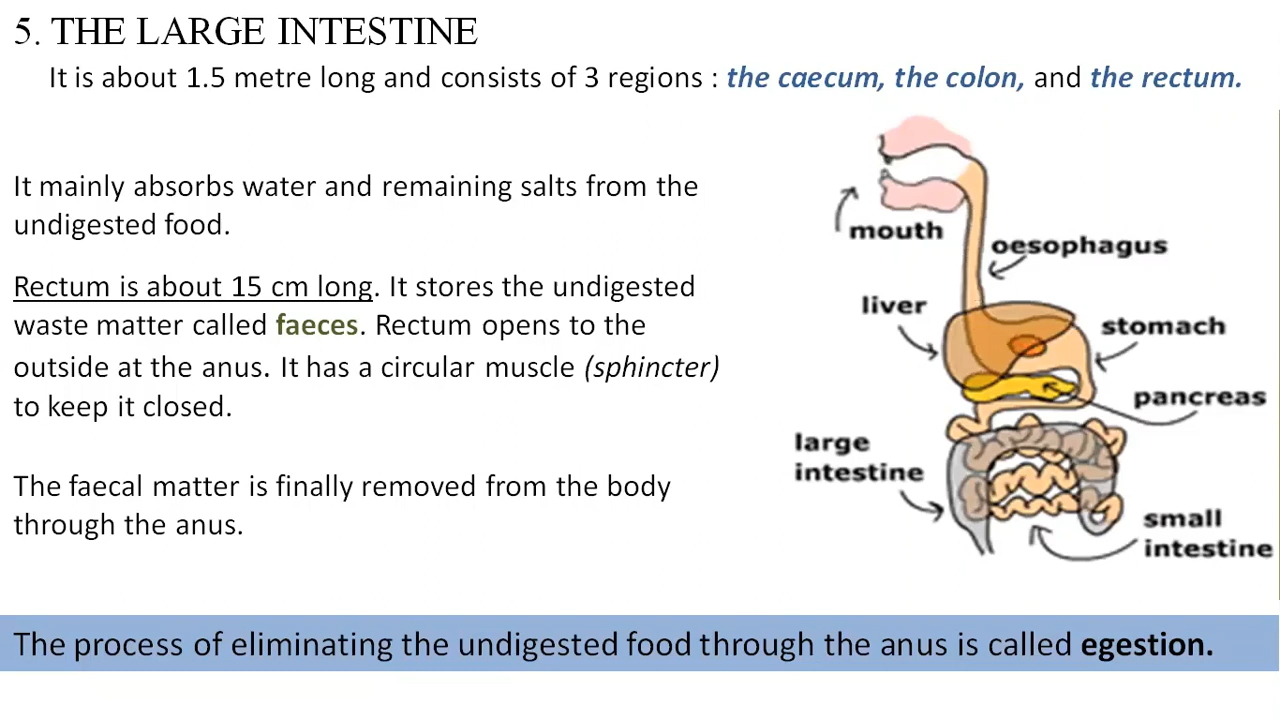 5. THE LARGE INTESTINE
It is about 1.5 metre long and consists of 3 regions : the caecum, the colon, and the rectum.
It mainly absorbs water and remaining salts from the
undigested food.
Rectum is about 15 cm long. It stores the undigested
waste matter called faeces. Rectum opens to the
outside at the anus. It has a circular muscle (sphincter)
to keep it closed.
The faecal matter is finally removed from the body
through the anus.
mouth
oesophagus
liver
stomach
pancreas
large
intestine
small
intestine
The process of eliminating the undigested food through the anus is called egestion.